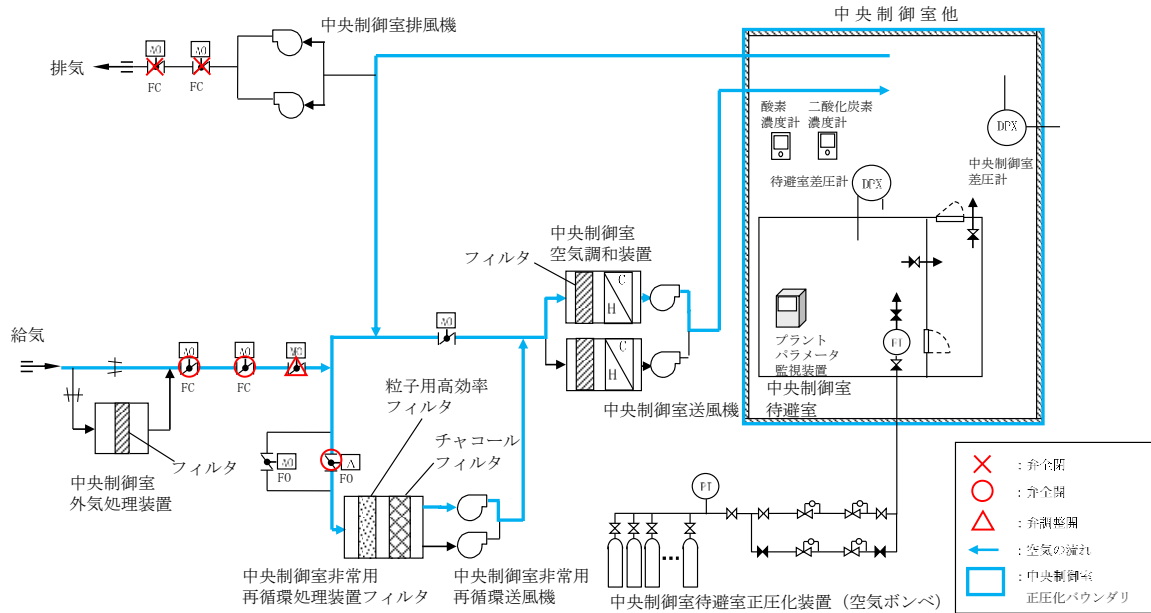 中央制御室他
中央制御室排風機
排気
AO
AO
FC
FC
酸素
濃度計
二酸化炭素
濃度計
DPX
中央制御室
差圧計
待避室差圧計
DPX
中央制御室
空気調和装置
フィルタ
C
H
C
H
AO
給気
AO
AO
MO
FC
FC
プラント
パラメータ
監視装置
FI
中央制御室
待避室
中央制御室送風機
粒子用高効率
フィルタ
チャコール
フィルタ
フィルタ
中央制御室
外気処理装置
AO
FO
A
FO
PI
中央制御室非常用
再循環処理装置フィルタ
中央制御室非常用
再循環送風機
中央制御室待避室正圧化装置（空気ボンベ）
：弁全閉
：弁調整開
：空気の流れ
：中央制御室
正圧化バウンダリ